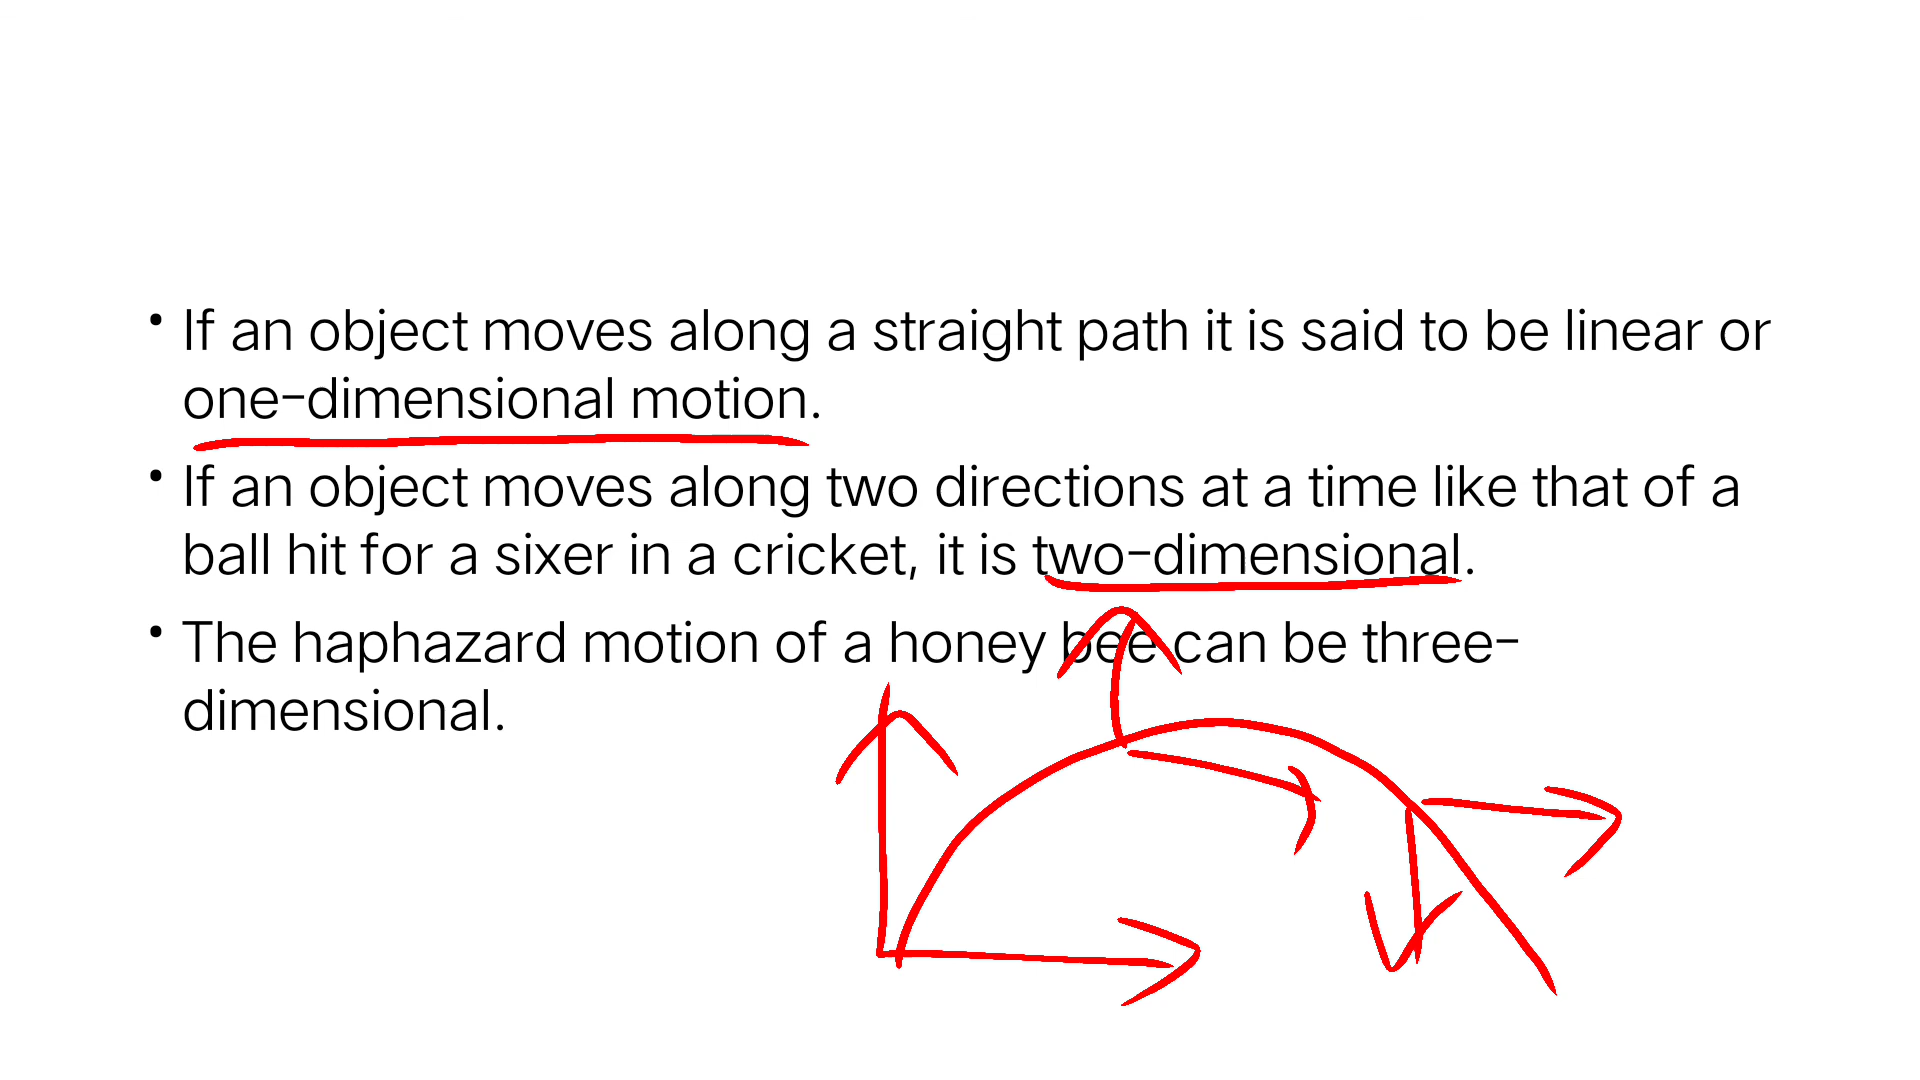 • If an object moves along a straight path it is said to be linear or
one-dimensional motion.
• If an object moves along two directions at a time like that of a
ball hit for a sixer in a cricket, it is two-dimensional.
• The haphazard motion of a honey bee can be three-
dimensional.